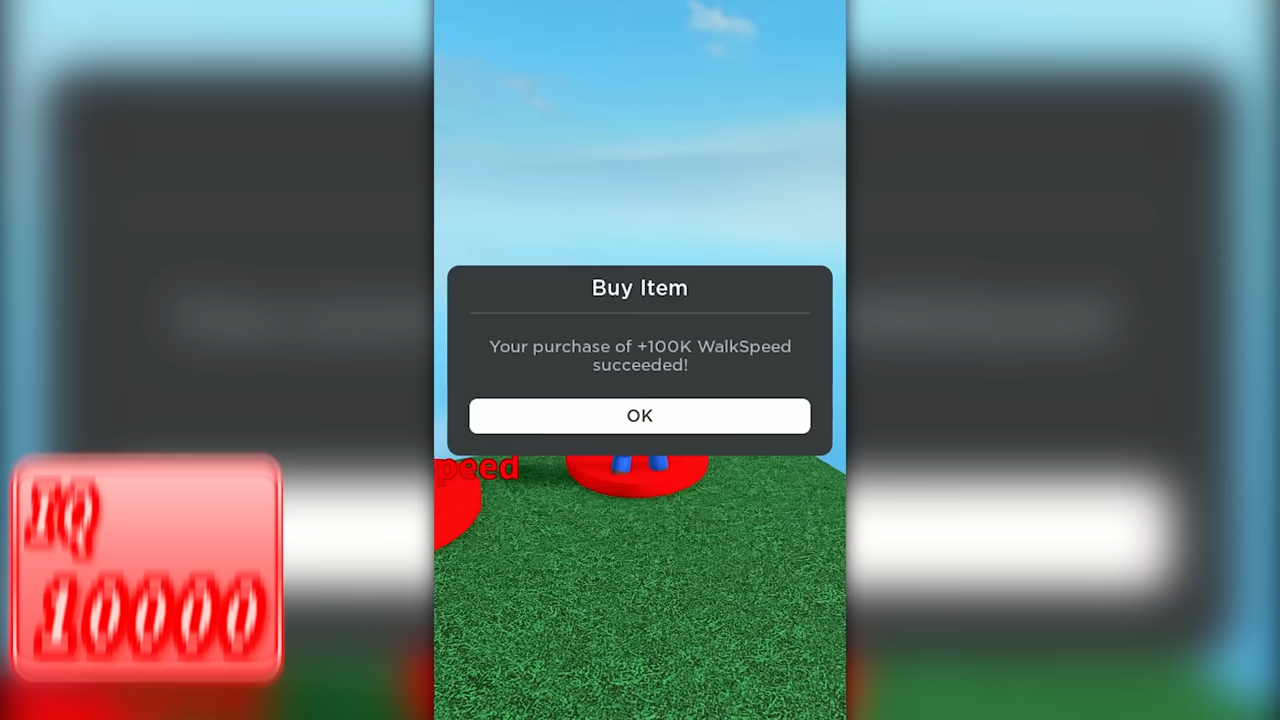 Buy Item
Your purchase of +100K WalkSpeed
succeeded!
OK
peed
IQ
10000